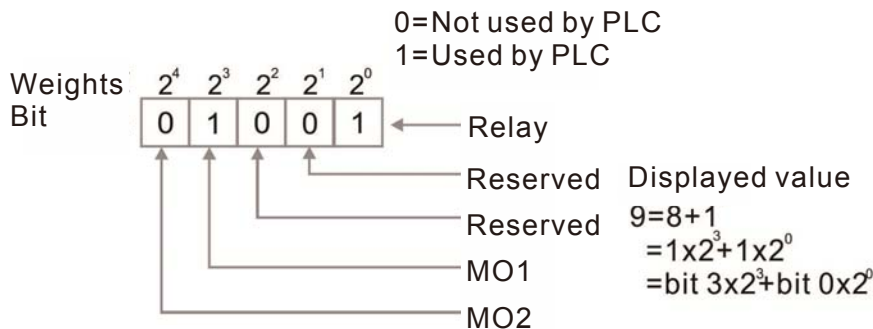 0=Not used by PLC
1=Used by PLC
Weights 2⁴ 2³ 2² 2¹ 2⁰
Bit 0 1 0 0 1
Relay
Reserved
Reserved
MO1
MO2
Displayed value
9=8+1
=1x2³+1x2⁰
=bit 3x2³+bit 0x2⁰